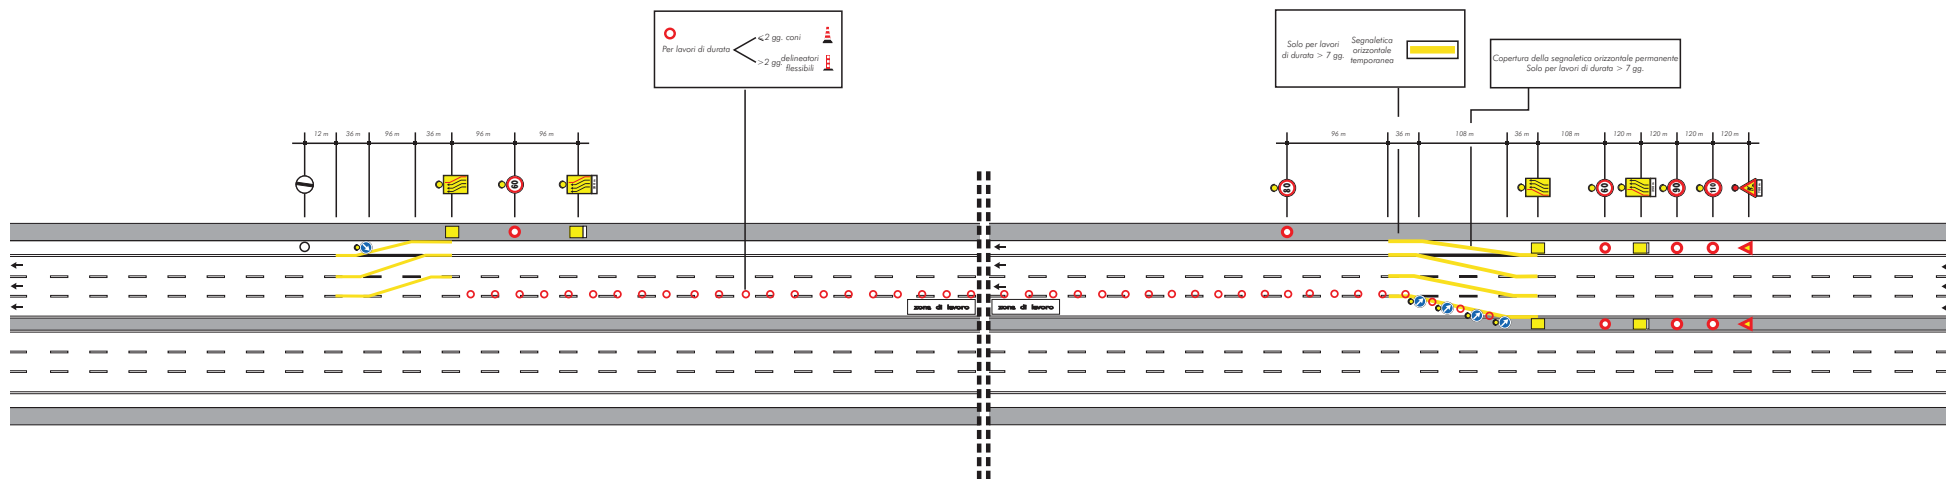 Per lavori di durata
<2 gg. coni
>2 gg. delineatori
flessibili
Solo per lavori
di durata > 7 gg.
Segnaletica
orizzontale
temporanea
Copertura della segnaletica orizzontale permanente
Solo per lavori di durata > 7 gg.
12 m 36 m 96 m 36 m 96 m 96 m
96 m 36 m 108 m 36 m 108 m 120 m 120 m 120 m 120 m
60
80
60
90
110
zona di lavoro
zona di lavoro